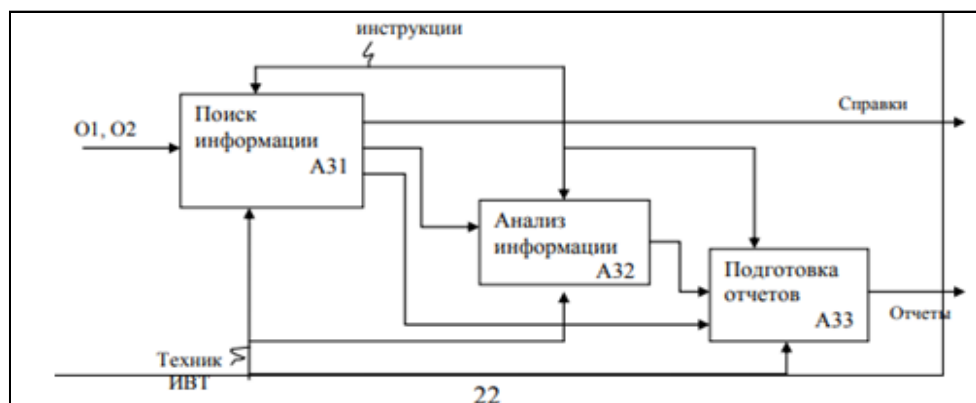 инструкции
Справки
Поиск
информации
А31
О1, О2
Анализ
информации
А32
Подготовка
отчетов
А33
Отчеты
Техник
ИВТ
22